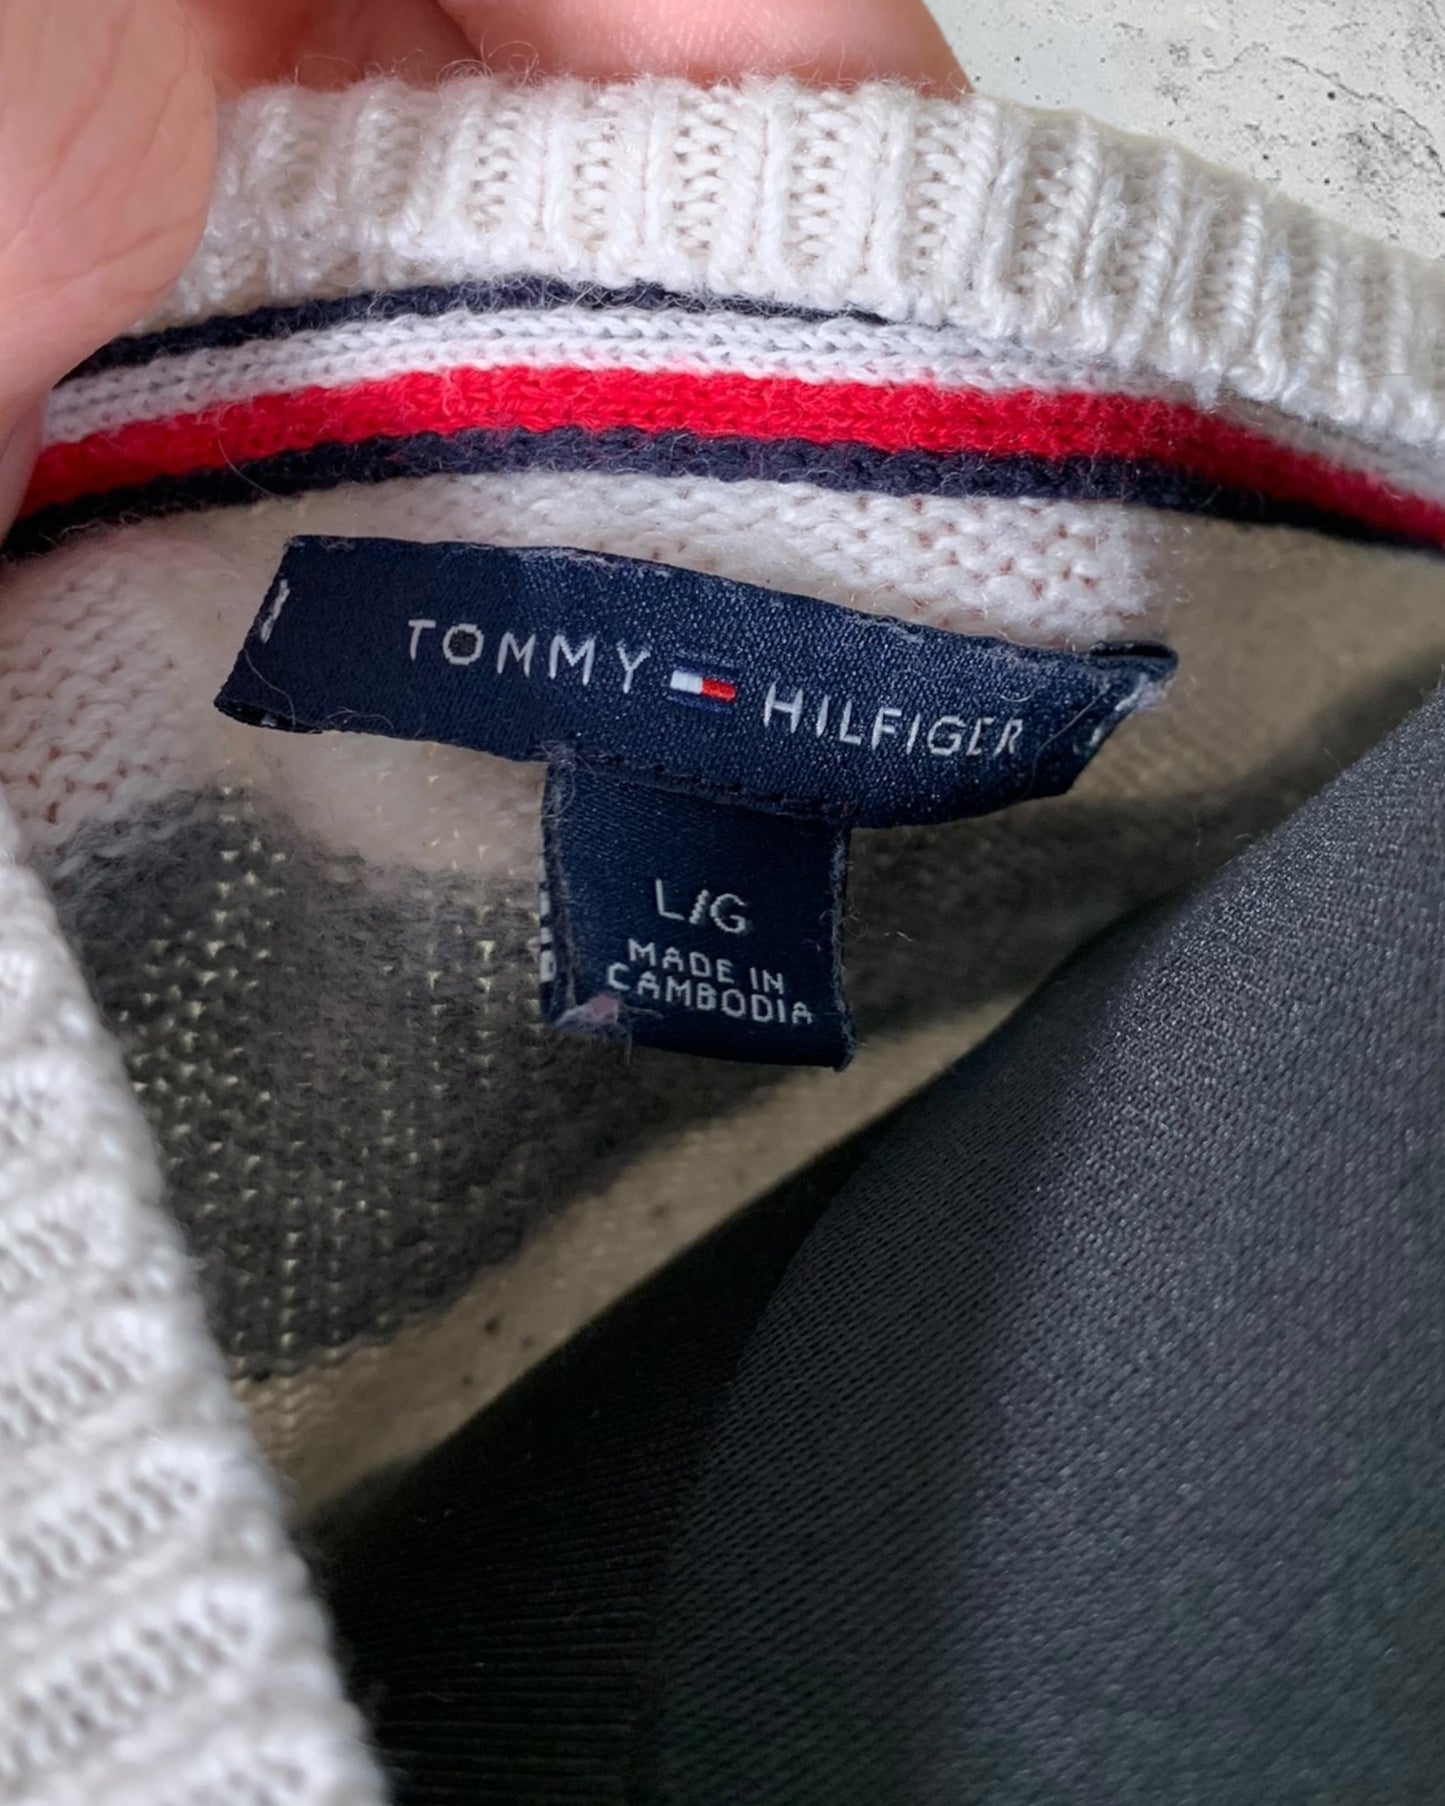 TOMMY HILFIGER
L/G
MADE IN
CAMBODIA